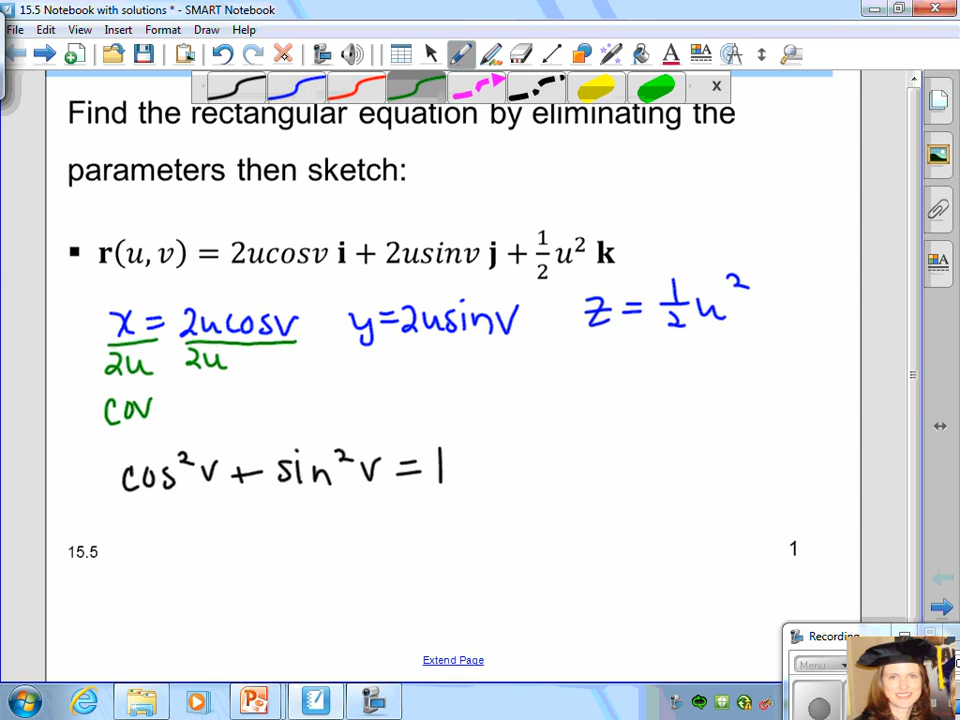 15.5 Notebook with solutions * - SMART Notebook
File Edit View Insert Format Draw Help
Find the rectangular equation by eliminating the
parameters then sketch:
▪ r(u, v) = 2ucosv i + 2usinv j + 1/2 u² k
x = 2ucosv y=2usinv z = 1/2 u²
2u 2u
cov
cos²v + sin²v = 1
15.5
1
Extend Page
Recording
Menu